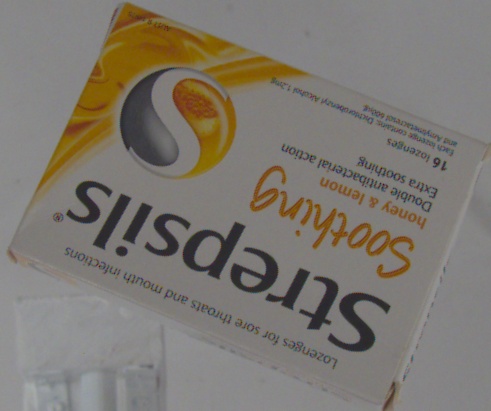 Lozenges for sore throats and mouth infections
Strepsils®
Soothing
honey & lemon
Double antibacterial action
Extra soothing
16 lozenges
Each lozenge contains: Dichlorobenzyl Alcohol 1.2mg
and Amylmetacresol 600µg